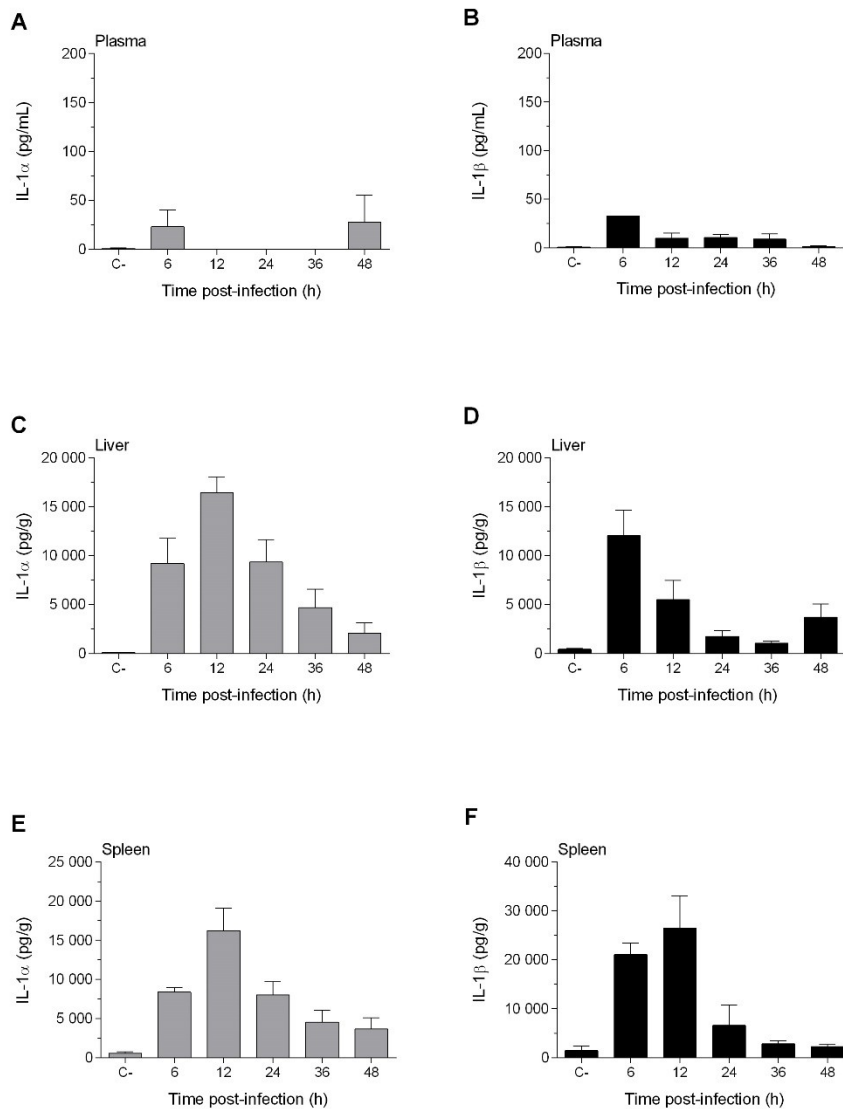 A
Plasma
200
150
100
50
0
IL-1α (pg/mL)
C- 6 12 24 36 48
Time post-infection (h)
B
Plasma
200
150
100
50
0
IL-1β (pg/mL)
C- 6 12 24 36 48
Time post-infection (h)
C
Liver
20 000
15 000
10 000
5 000
0
IL-1α (pg/g)
C- 6 12 24 36 48
Time post-infection (h)
D
Liver
20 000
15 000
10 000
5 000
0
IL-1β (pg/g)
C- 6 12 24 36 48
Time post-infection (h)
E
Spleen
25 000
20 000
15 000
10 000
5 000
0
IL-1α (pg/g)
C- 6 12 24 36 48
Time post-infection (h)
F
Spleen
40 000
30 000
20 000
10 000
0
IL-1β (pg/g)
C- 6 12 24 36 48
Time post-infection (h)